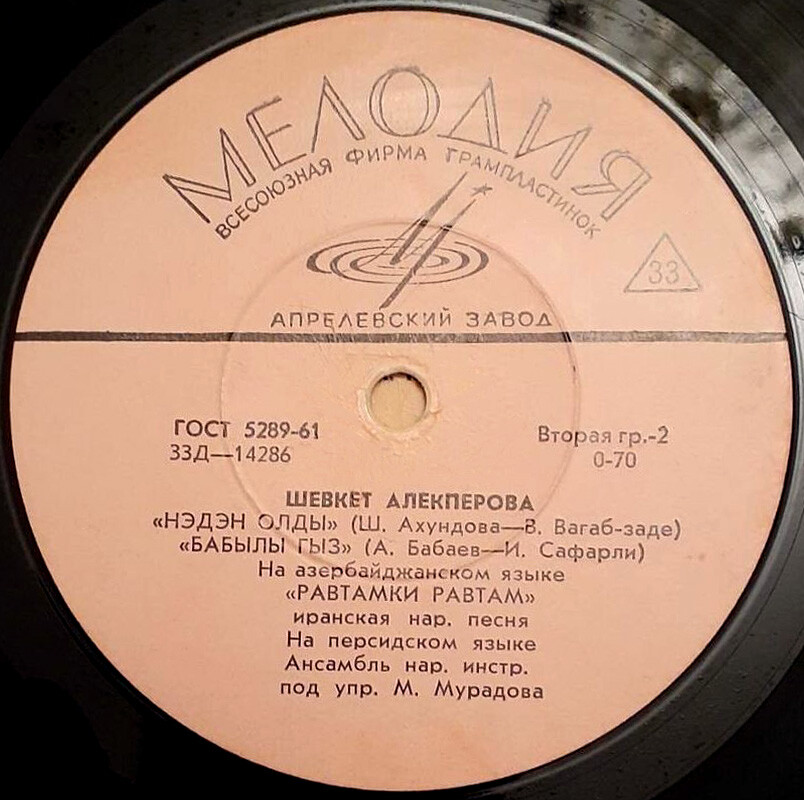 МЕЛОДИЯ
ВСЕСОЮЗНАЯ ФИРМА ГРАМПЛАСТИНОК
33
АПРЕЛЕВСКИЙ ЗАВОД
ГОСТ 5289-61
Вторая гр.-2
33Д—14286
0-70
ШЕВКЕТ АЛЕКПЕРОВА
«НЭДЭН ОЛДЫ» (Ш. Ахундова—В. Вагаб-заде)
«БАБЫЛЫ ГЫЗ» (А. Бабаев—И. Сафарли)
На азербайджанском языке
«РАВТАМКИ РАВТАМ»
иранская нар. песня
На персидском языке
Ансамбль нар. инстр.
под упр. М. Мурадова